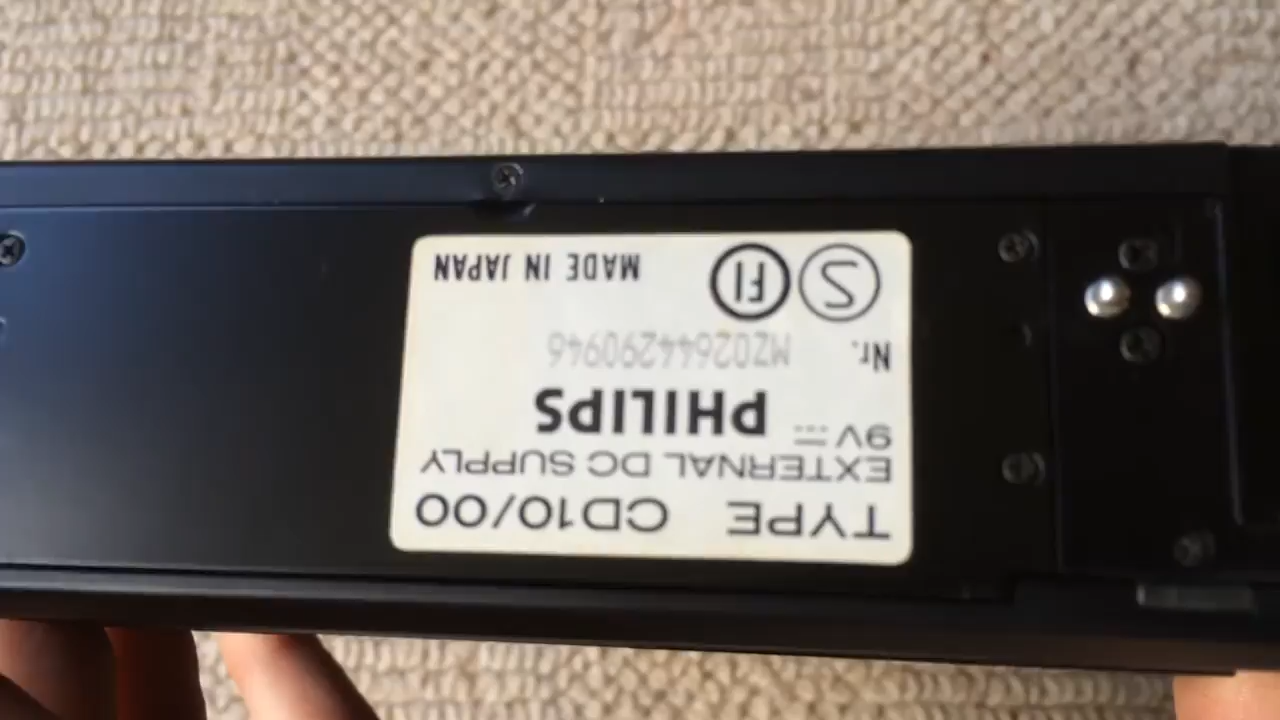 TYPE CD10/00
EXTERNAL DC SUPPLY
9V
PHILIPS
Nr. MZ02644290946
S FI MADE IN JAPAN